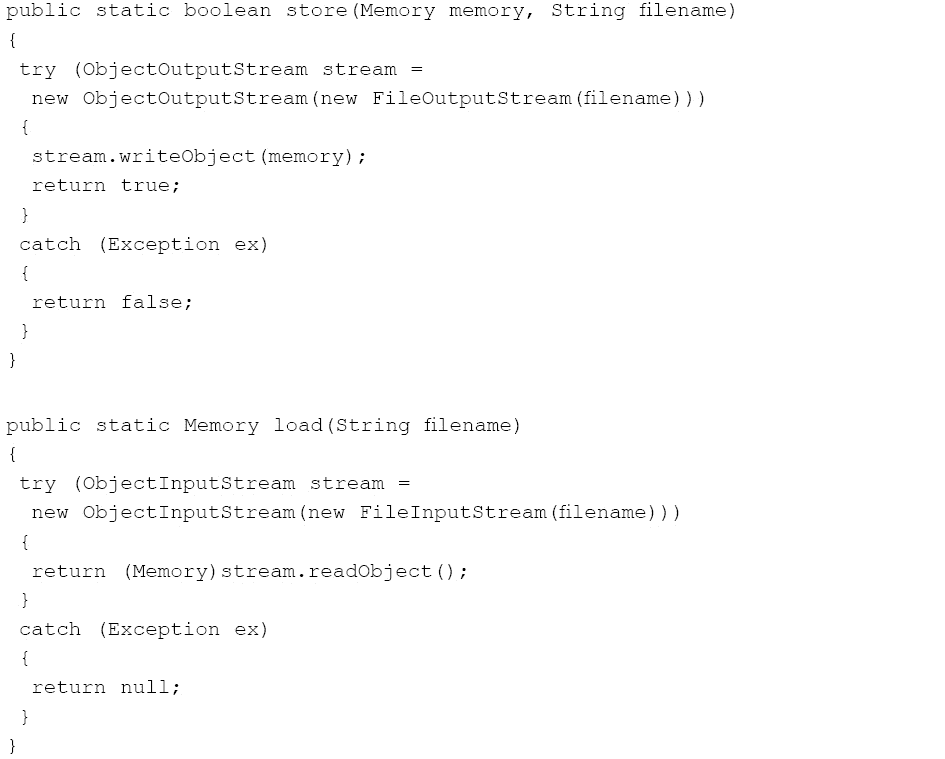 public static boolean store(Memory memory, String filename)
{
try (ObjectOutputStream stream =
new ObjectOutputStream(new FileOutputStream(filename)))
{
stream.writeObject(memory);
return true;
}
catch (Exception ex)
{
return false;
}
}
public static Memory load(String filename)
{
try (ObjectInputStream stream =
new ObjectInputStream(new FileInputStream(filename)))
{
return (Memory)stream.readObject();
}
catch (Exception ex)
{
return null;
}
}